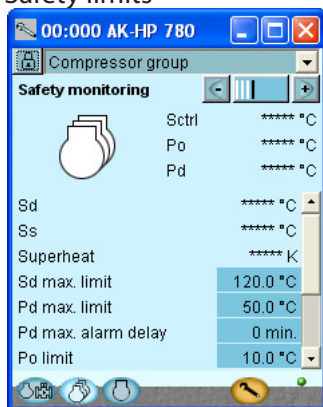 Safety limits
00:000 AK-HP 780
Compressor group
Safety monitoring
Sctrl ***** °C
Po ***** °C
Pd ***** °C
Sd ***** °C
Ss ***** °C
Superheat ***** K
Sd max. limit 120.0 °C
Pd max. limit 50.0 °C
Pd max. alarm delay 0 min.
Po limit 10.0 °C